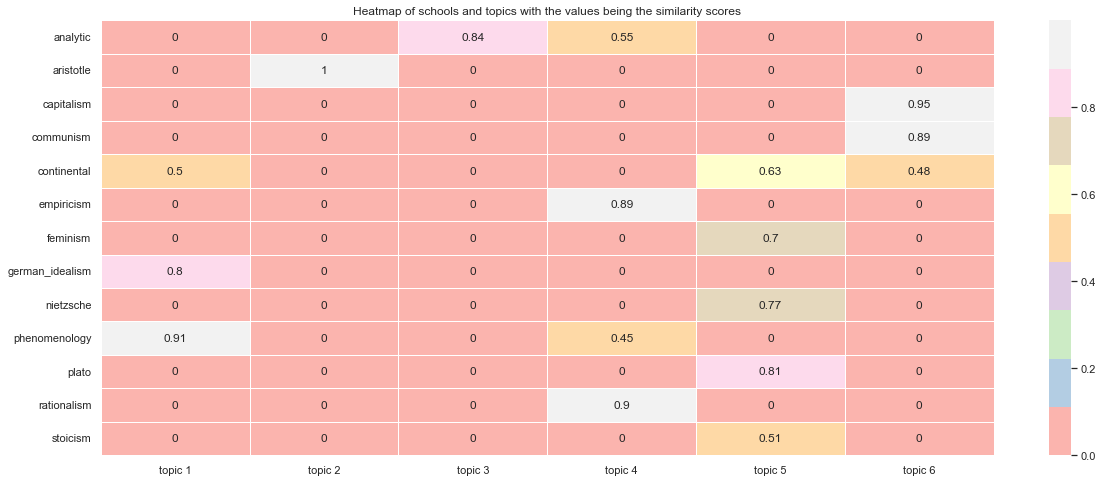 Heatmap of schools and topics with the values being the similarity scores
analytic 0 0 0.84 0.55 0 0
aristotle 0 1 0 0 0 0
capitalism 0 0 0 0 0 0.95
communism 0 0 0 0 0 0.89
continental 0.5 0 0 0 0.63 0.48
empiricism 0 0 0 0.89 0 0
feminism 0 0 0 0 0.7 0
german_idealism 0.8 0 0 0 0 0
nietzsche 0 0 0 0 0.77 0
phenomenology 0.91 0 0 0.45 0 0
plato 0 0 0 0 0.81 0
rationalism 0 0 0 0.9 0 0
stoicism 0 0 0 0 0.51 0
topic 1 topic 2 topic 3 topic 4 topic 5 topic 6
0.8
0.6
0.4
0.2
0.0